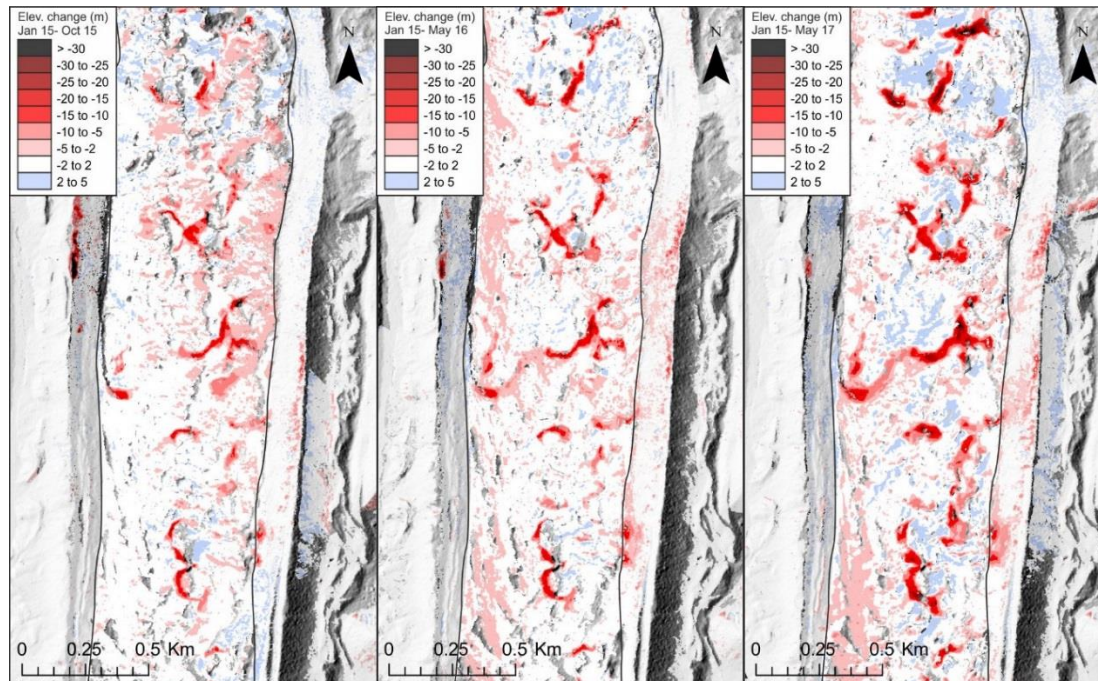 Elev. change (m)
Jan 15- Oct 15
> -30
-30 to -25
-25 to -20
-20 to -15
-15 to -10
-10 to -5
-5 to -2
-2 to 2
2 to 5
N
0 0.25 0.5 Km
Elev. change (m)
Jan 15- May 16
> -30
-30 to -25
-25 to -20
-20 to -15
-15 to -10
-10 to -5
-5 to -2
-2 to 2
2 to 5
N
0 0.25 0.5 Km
Elev. change (m)
Jan 15- May 17
> -30
-30 to -25
-25 to -20
-20 to -15
-15 to -10
-10 to -5
-5 to -2
-2 to 2
2 to 5
N
0 0.25 0.5 Km